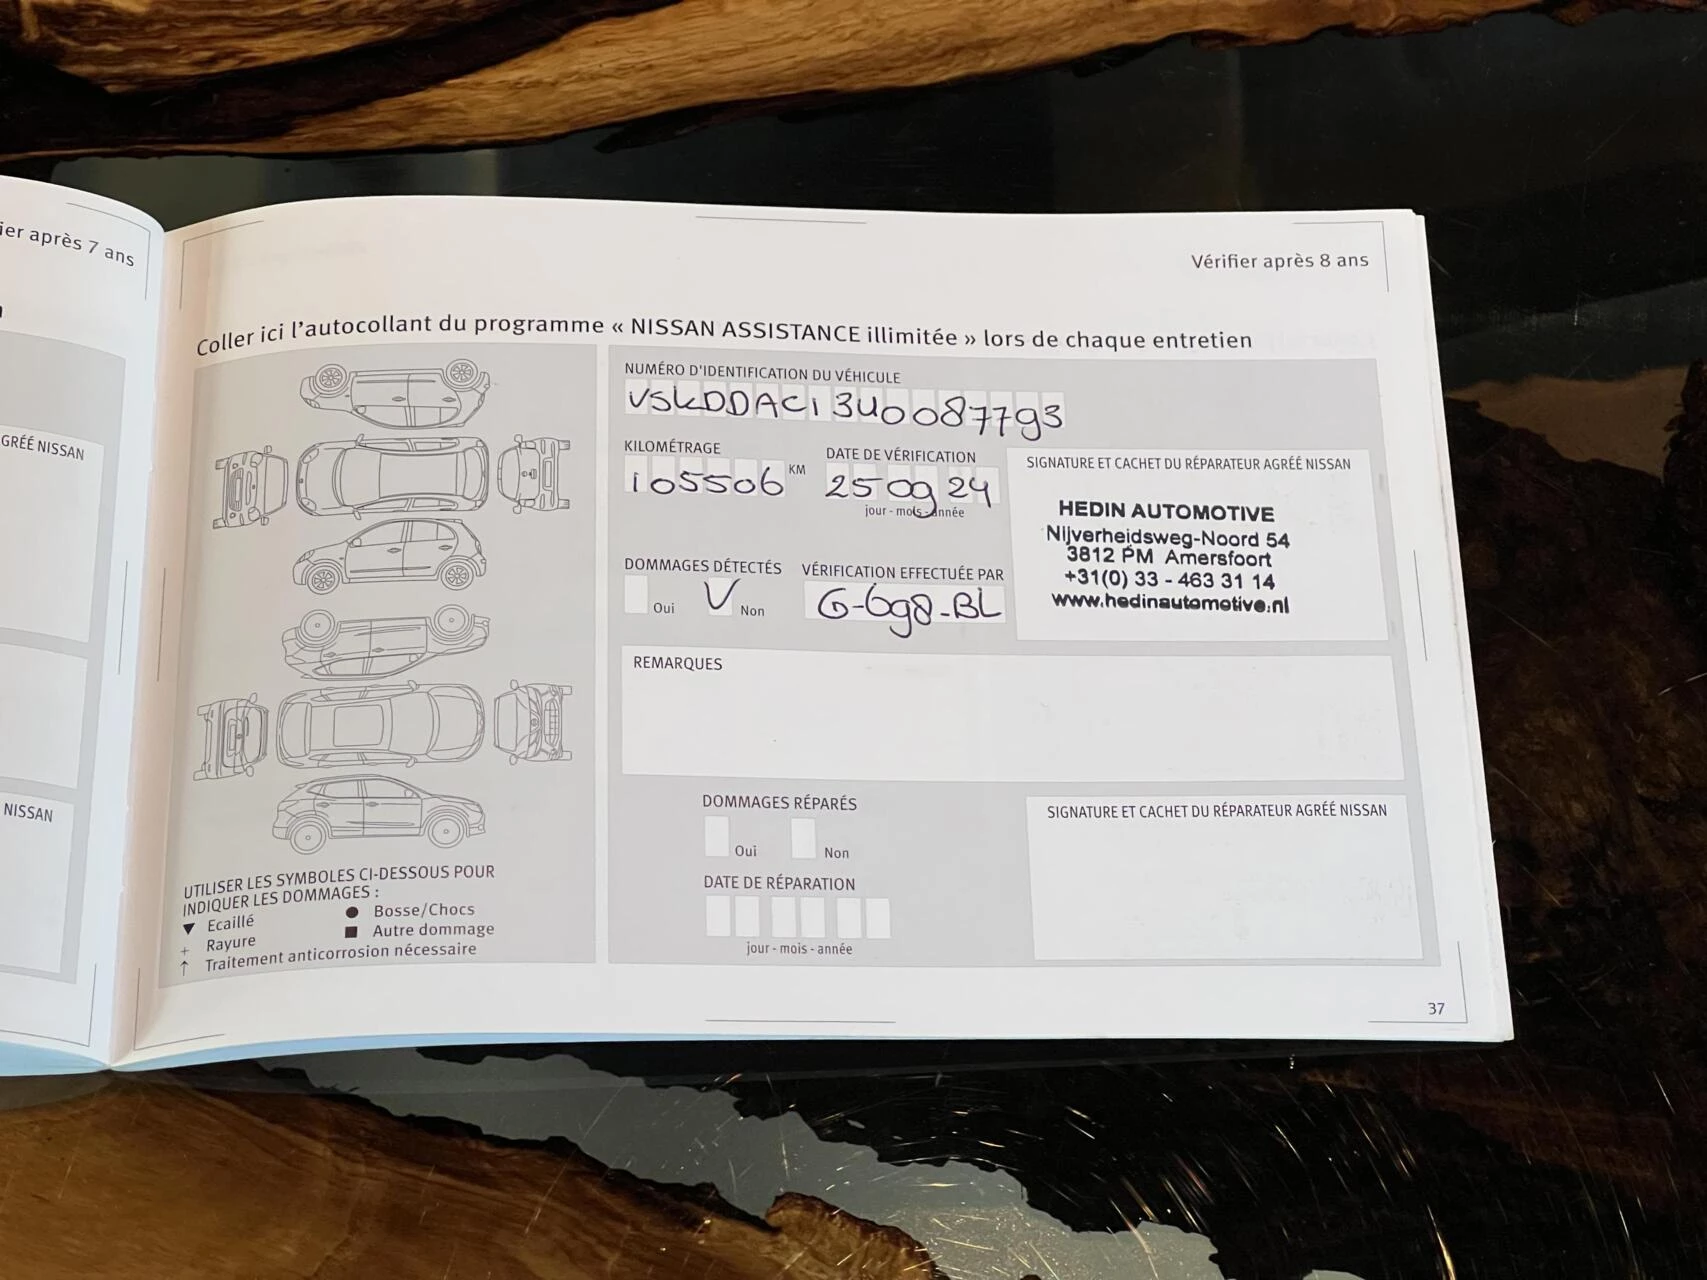 ier après 7 ans
GRÉÉ NISSAN
NISSAN
Vérifier après 8 ans
Coller ici l'autocollant du programme « NISSAN ASSISTANCE illimitée » lors de chaque entretien
NUMÉRO D'IDENTIFICATION DU VÉHICULE
VSKDDAC13U0087793
KILOMÉTRAGE
105506 KM
DATE DE VÉRIFICATION
25 09 24
jour - mois - année
SIGNATURE ET CACHET DU RÉPARATEUR AGRÉÉ NISSAN
HEDIN AUTOMOTIVE
Nijverheidsweg-Noord 54
3812 PM Amersfoort
+31(0) 33 - 463 31 14
www.hedinautomotive.nl
DOMMAGES DÉTECTÉS
Oui V Non
VÉRIFICATION EFFECTUÉE PAR
G-698-BL
REMARQUES
DOMMAGES RÉPARÉS
Oui Non
DATE DE RÉPARATION
jour - mois - année
SIGNATURE ET CACHET DU RÉPARATEUR AGRÉÉ NISSAN
UTILISER LES SYMBOLES CI-DESSOUS POUR
INDIQUER LES DOMMAGES :
▼ Ecaillé ● Bosse/Chocs
+ Rayure ■ Autre dommage
↑ Traitement anticorrosion nécessaire
37